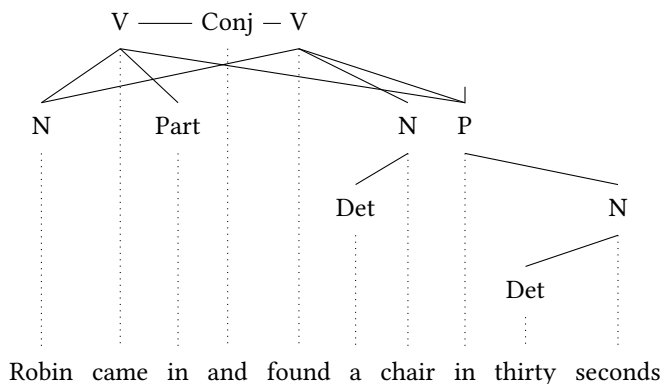 V Conj V
N Part N P
Det N
Det
Robin came in and found a chair in thirty seconds